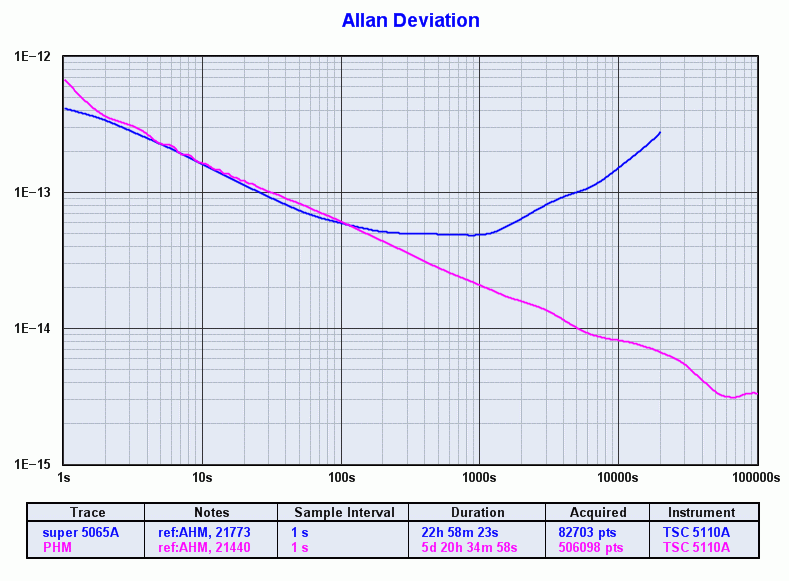 Allan Deviation
1E-12
1E-13
1E-14
1E-15
1s 10s 100s 1000s 10000s 100000s
Trace Notes Sample Interval Duration Acquired Instrument
super 5065A ref:AHM, 21773 1 s 22h 58m 23s 82703 pts TSC 5110A
PHM ref:AHM, 21440 1 s 5d 20h 34m 58s 506098 pts TSC 5110A